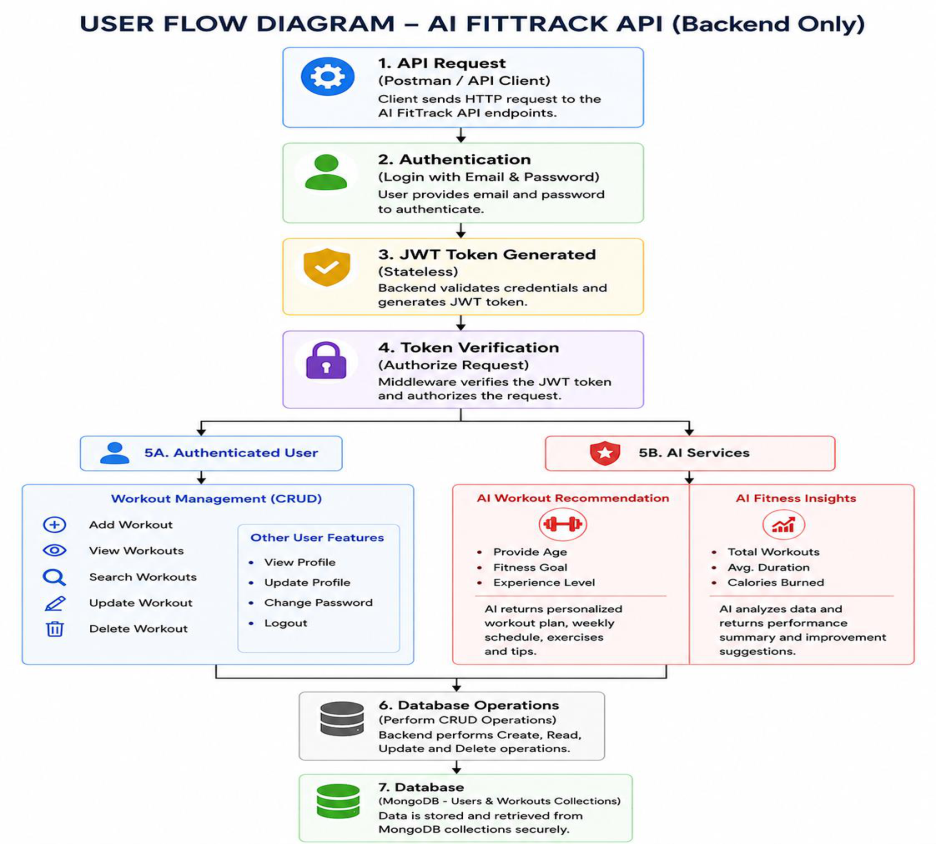 USER FLOW DIAGRAM – AI FITTRACK API (Backend Only)
1. API Request
(Postman / API Client)
Client sends HTTP request to the
AI FitTrack API endpoints.
2. Authentication
(Login with Email & Password)
User provides email and password
to authenticate.
3. JWT Token Generated
(Stateless)
Backend validates credentials and
generates JWT token.
4. Token Verification
(Authorize Request)
Middleware verifies the JWT token
and authorizes the request.
5A. Authenticated User
Workout Management (CRUD)
Add Workout
View Workouts
Search Workouts
Update Workout
Delete Workout
Other User Features
• View Profile
• Update Profile
• Change Password
• Logout
5B. AI Services
AI Workout Recommendation
• Provide Age
• Fitness Goal
• Experience Level
AI returns personalized
workout plan, weekly
schedule, exercises
and tips.
AI Fitness Insights
• Total Workouts
• Avg. Duration
• Calories Burned
AI analyzes data and
returns performance
summary and improvement
suggestions.
6. Database Operations
(Perform CRUD Operations)
Backend performs Create, Read,
Update and Delete operations.
7. Database
(MongoDB - Users & Workouts Collections)
Data is stored and retrieved from
MongoDB collections securely.